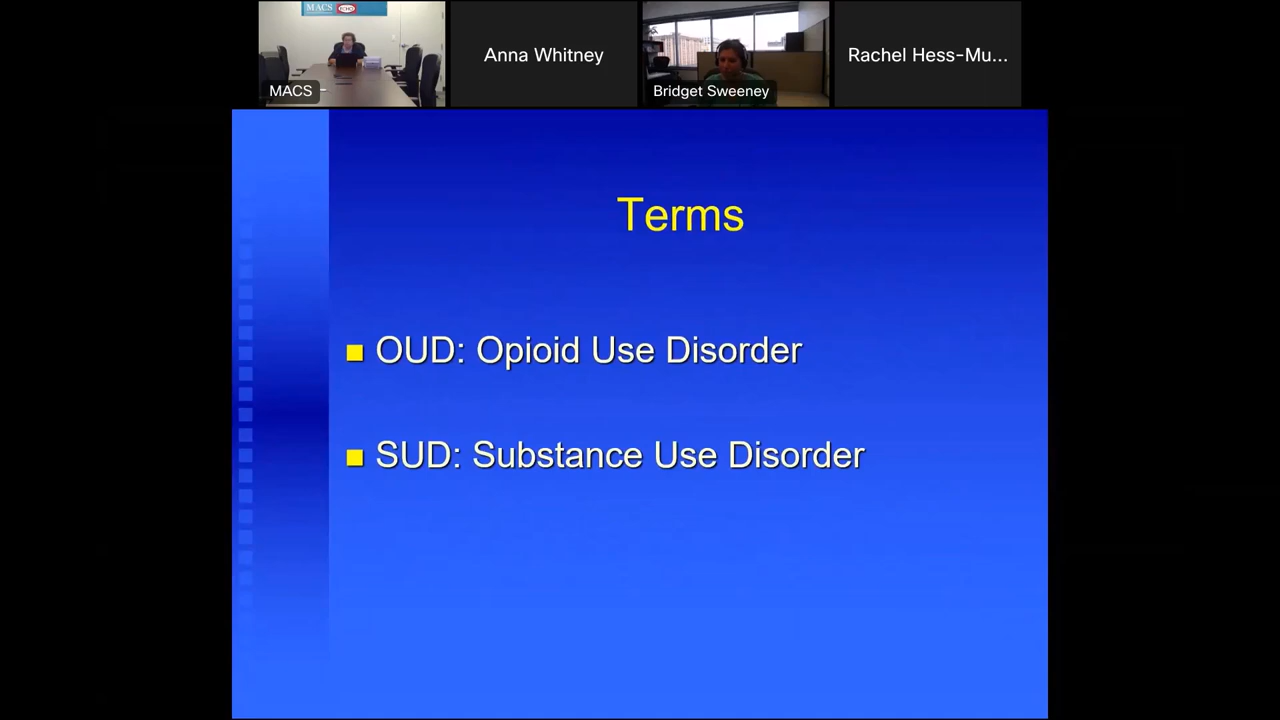 MACS
MACS
Anna Whitney
Bridget Sweeney
Rachel Hess-Mu...
Terms
OUD: Opioid Use Disorder
SUD: Substance Use Disorder